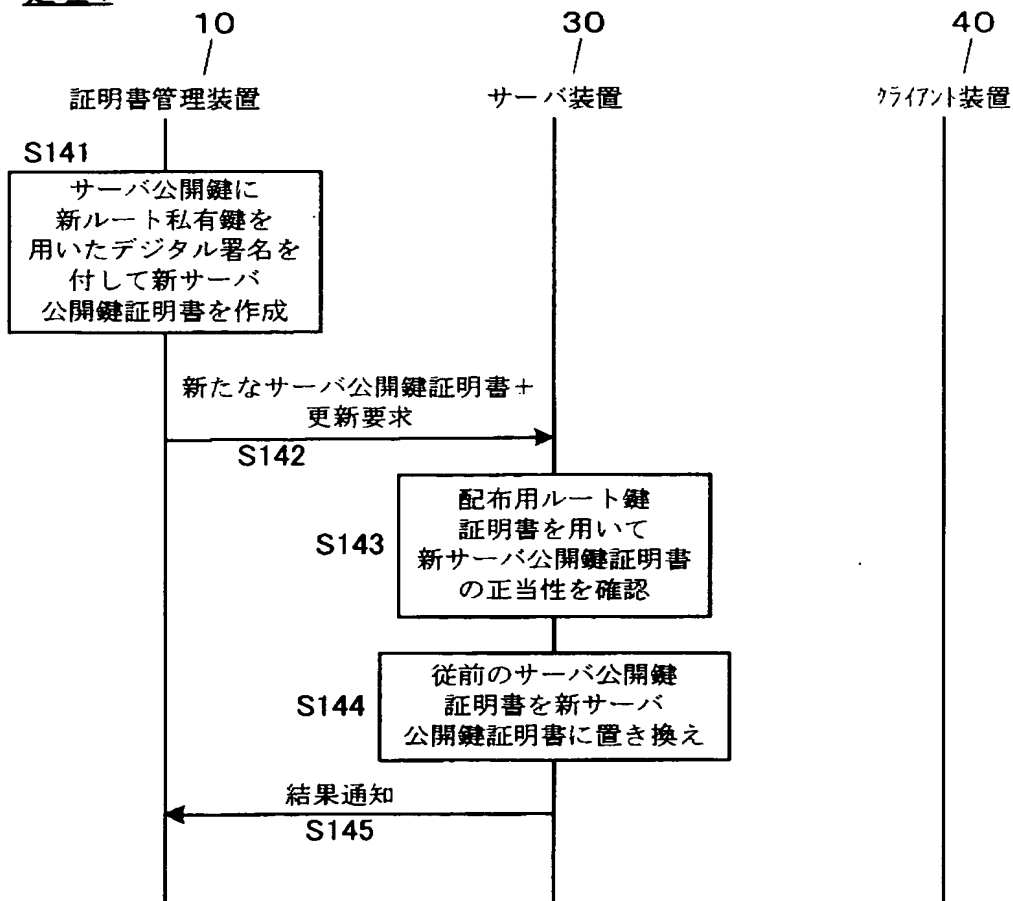 10
30
40
証明書管理装置
サーバ装置
クライアント装置
S141
サーバ公開鍵に
新ルート私有鍵を
用いたデジタル署名を
付して新サーバ
公開鍵証明書を作成
新たなサーバ公開鍵証明書+
更新要求
S142
配布用ルート鍵
証明書を用いて
新サーバ公開鍵証明書
の正当性を確認
S143
従前のサーバ公開鍵
証明書を新サーバ
公開鍵証明書に置き換え
S144
結果通知
S145